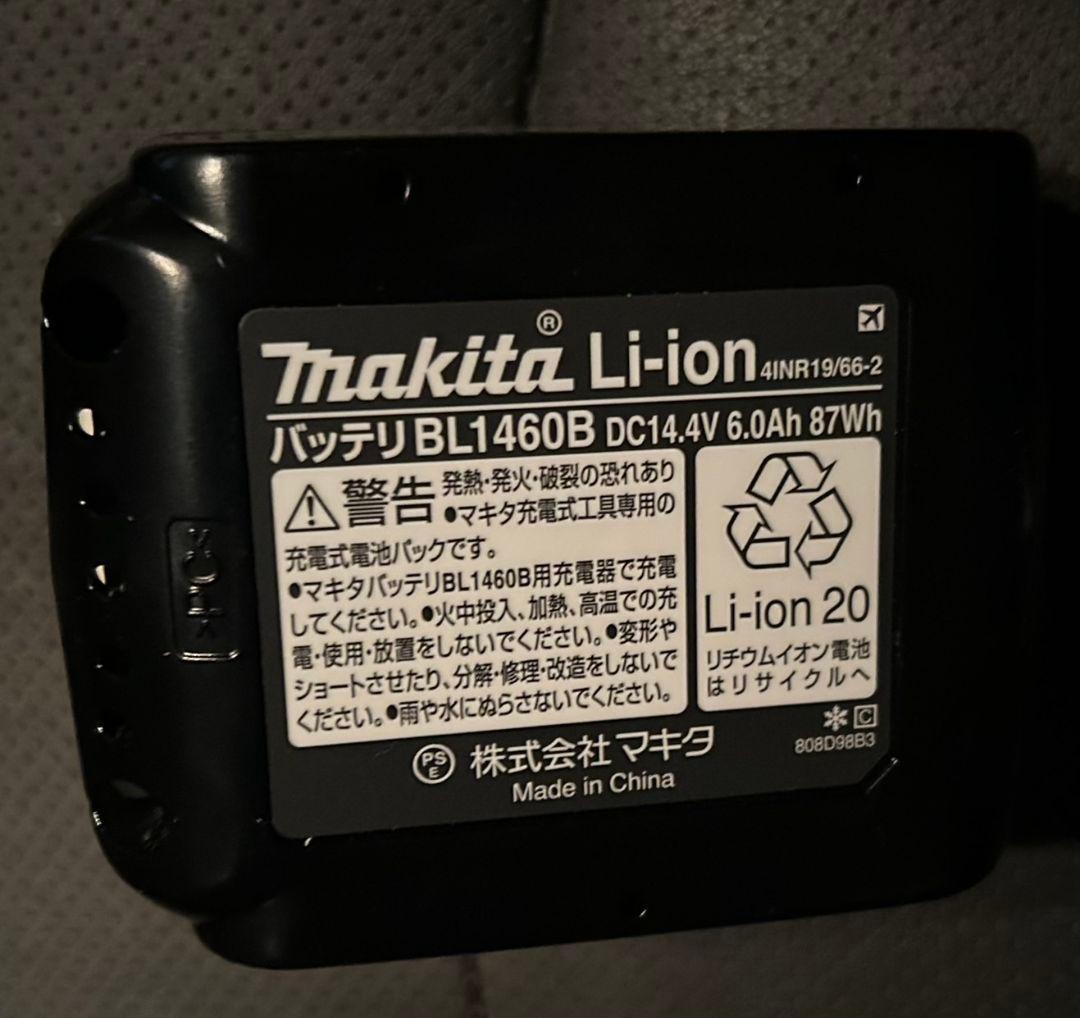 makita® Li-ion 4INR19/66-2
バッテリ BL1460B DC14.4V 6.0Ah 87Wh
警告 発熱・発火・破裂の恐れあり
●マキタ充電式工具専用の
充電式電池パックです。
●マキタバッテリBL1460B用充電器で充電
してください。●火中投入、加熱、高温での充
電・使用・放置をしないでください。●変形や
ショートさせたり、分解・修理・改造をしないで
ください。●雨や水にぬらさないでください。
Li-ion 20
リチウムイオン電池
はリサイクルへ
C
808D98B3
PS
E
株式会社マキタ
Made in China